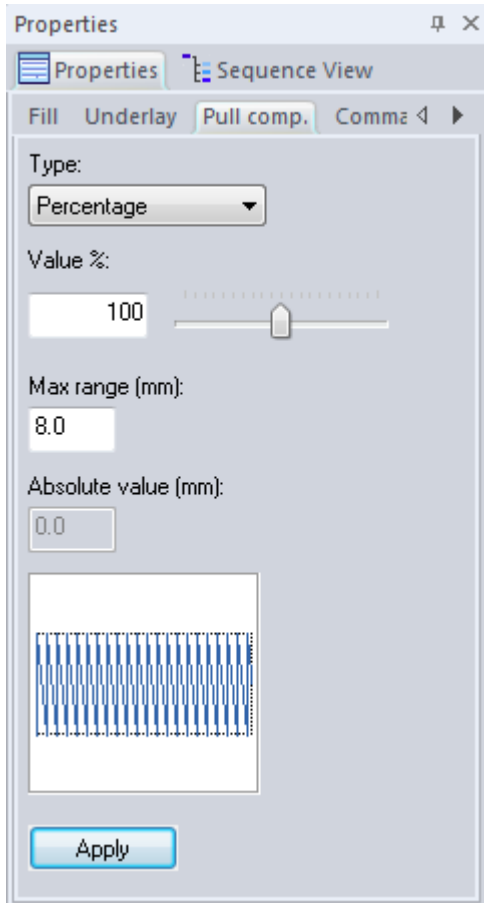 Properties
Properties Sequence View
Fill Underlay Pull comp. Comma
Type:
Percentage
Value %:
100
Max range (mm):
8.0
Absolute value (mm):
0.0
Apply